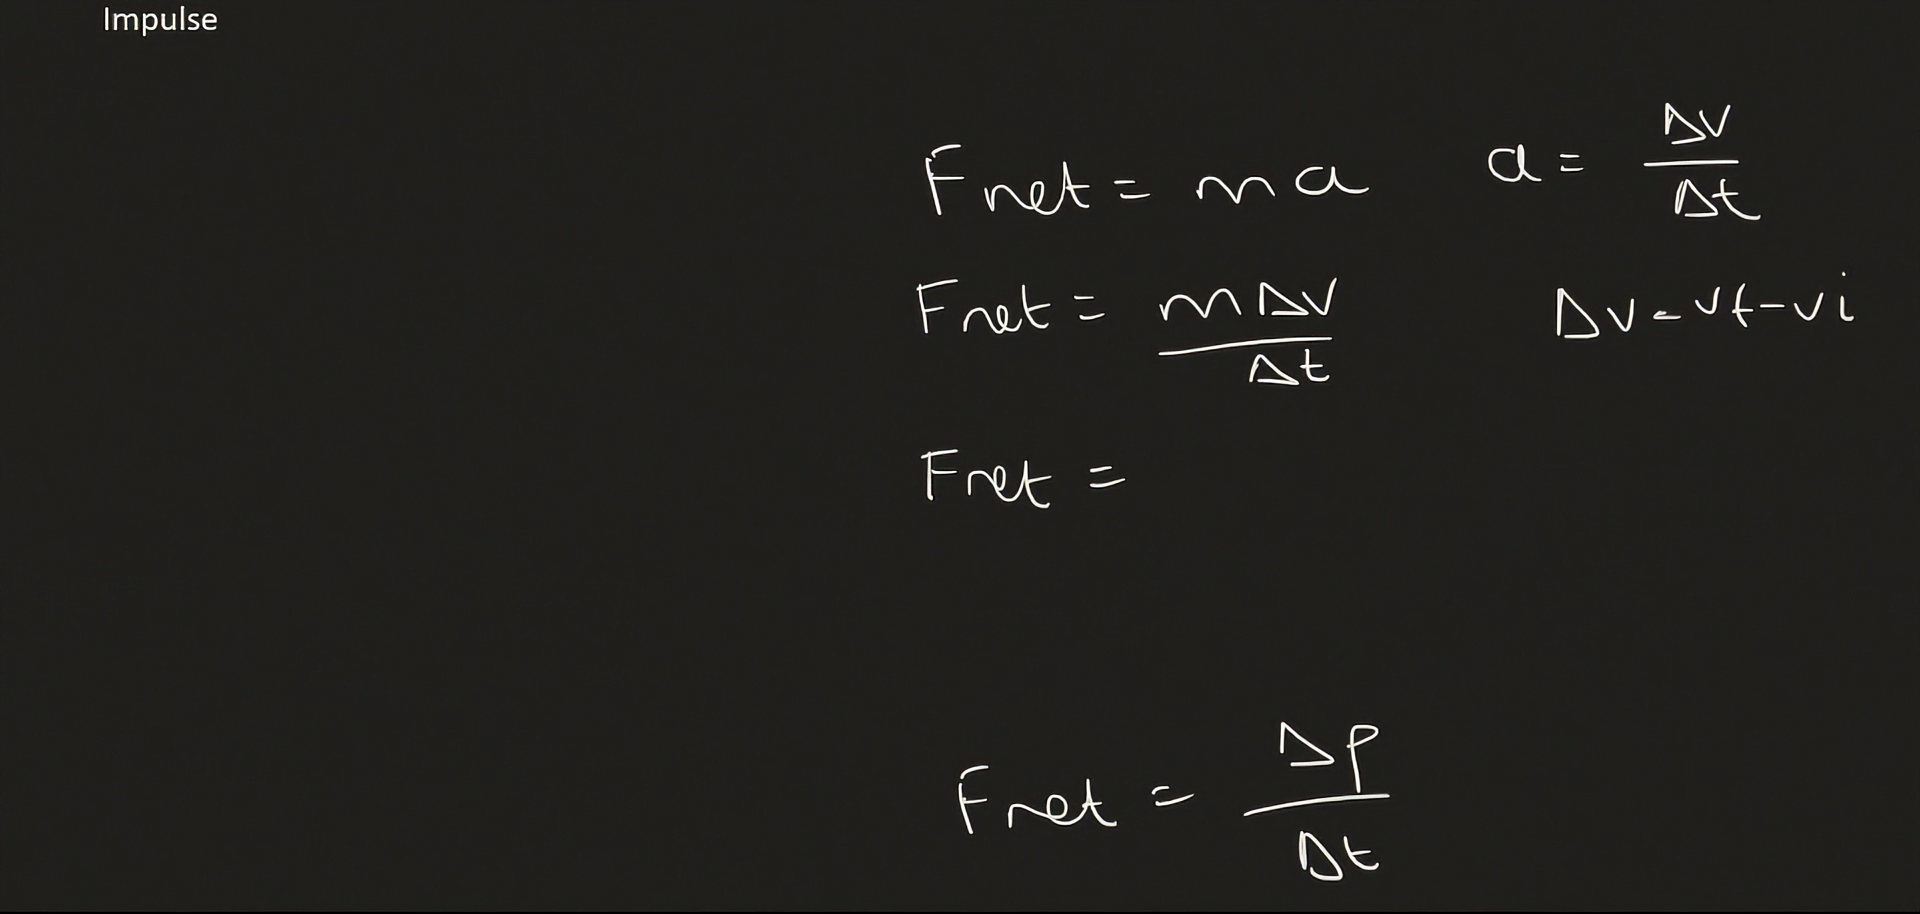 Impulse
Fnet = ma
a = Δv/Δt
Fnet = mΔv/Δt
Δv = vf - vi
Fnet =
Fnet = Δp/Δt